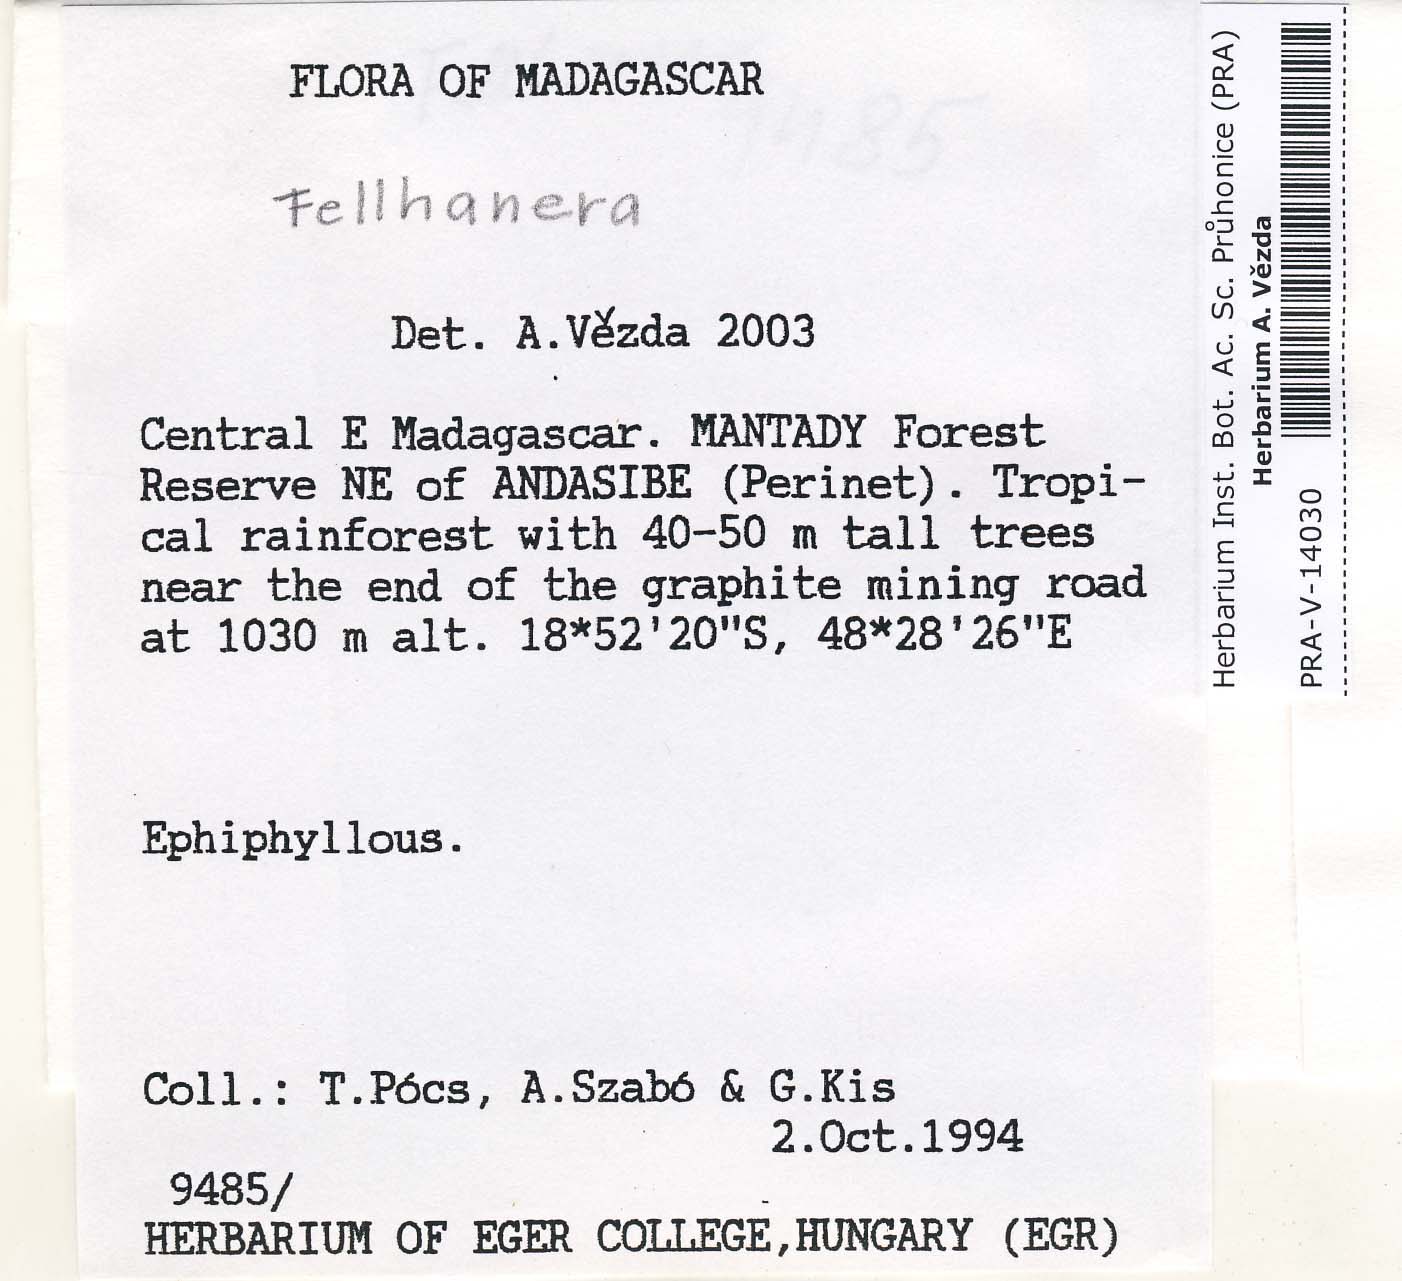 FLORA OF MADAGASCAR
Fellhanera
Det. A.Vězda 2003
Central E Madagascar. MANTADY Forest
Reserve NE of ANDASIBE (Perinet). Tropi-
cal rainforest with 40-50 m tall trees
near the end of the graphite mining road
at 1030 m alt. 18*52'20"S, 48*28'26"E
Ephiphyllous.
Coll.: T.Pócs, A.Szabó & G.Kis
2.Oct.1994
9485/
HERBARIUM OF EGER COLLEGE,HUNGARY (EGR)
Herbarium Inst. Bot. Ac. Sc. Průhonice (PRA)
Herbarium A. Vězda
PRA-V-14030